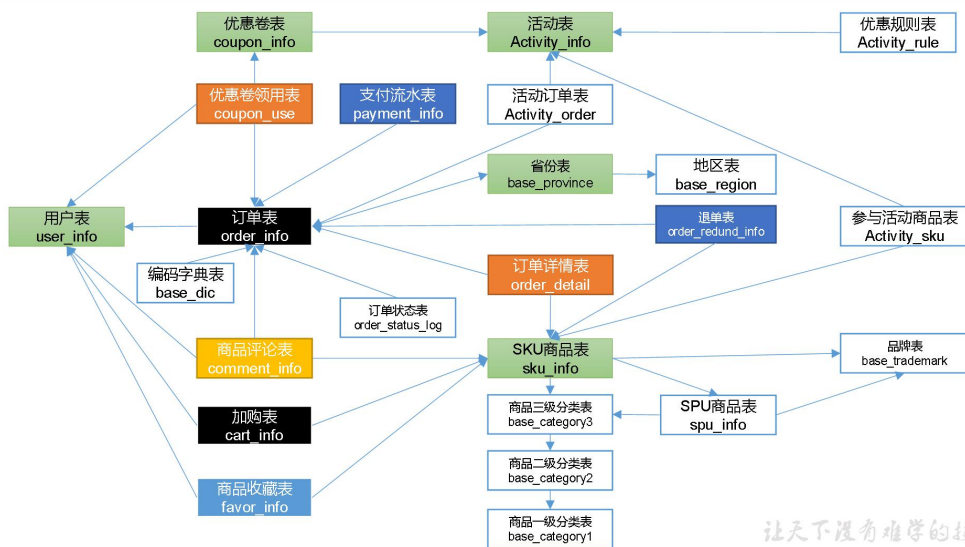 优惠卷表
coupon_info
活动表
Activity_info
优惠规则表
Activity_rule
优惠卷领用表
coupon_use
支付流水表
payment_info
活动订单表
Activity_order
省份表
base_province
地区表
base_region
用户表
user_info
订单表
order_info
退单表
order_redund_info
参与活动商品表
Activity_sku
编码字典表
base_dic
订单详情表
order_detail
订单状态表
order_status_log
商品评论表
comment_info
SKU商品表
sku_info
品牌表
base_trademark
加购表
cart_info
商品三级分类表
base_category3
SPU商品表
spu_info
商品二级分类表
base_category2
商品收藏表
favor_info
商品一级分类表
base_category1
让天下没有难学的技